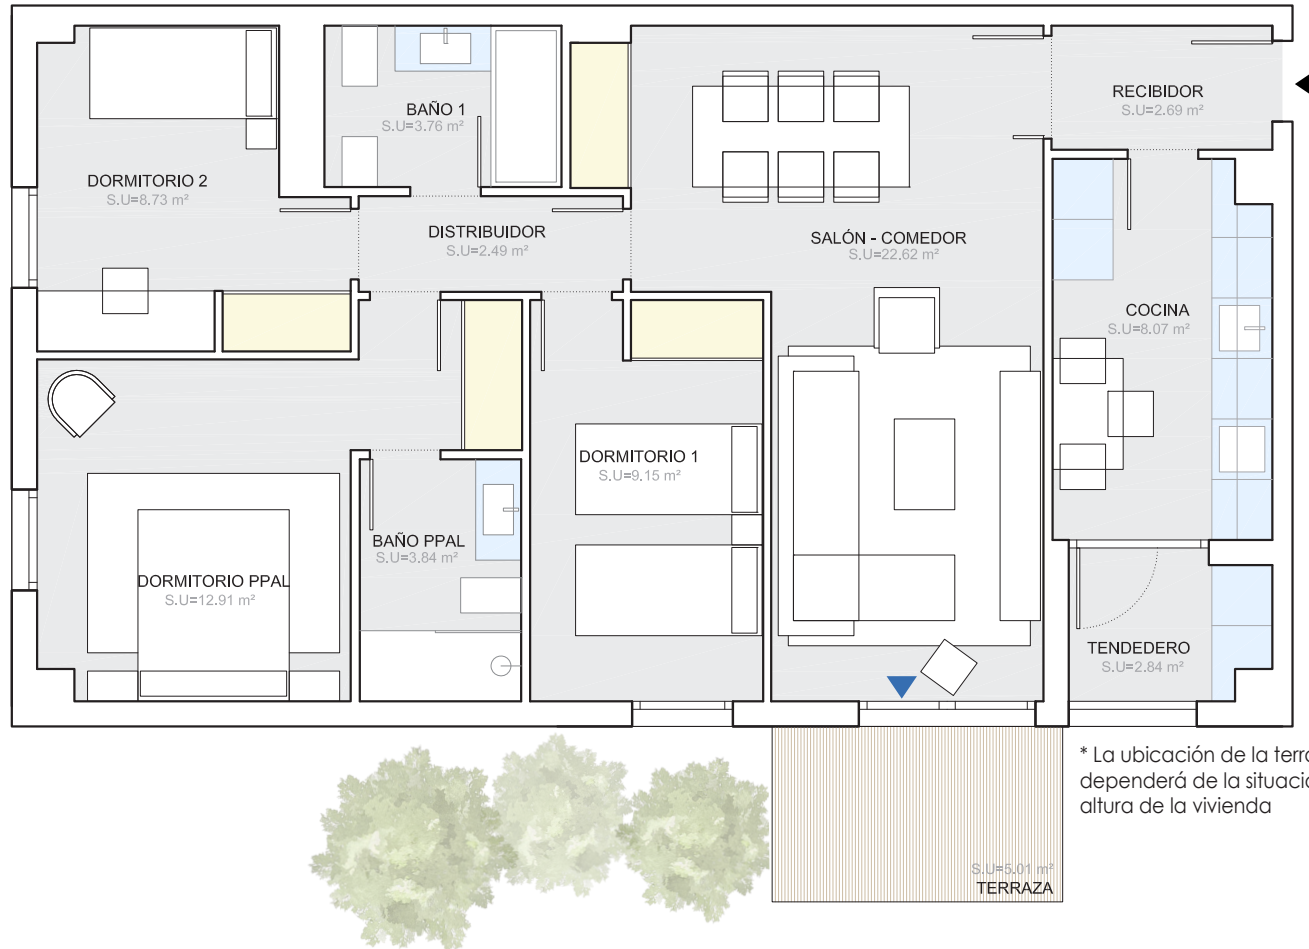 BAÑO 1
S.U=3.76 m²
RECIBIDOR
S.U=2.69 m²
DORMITORIO 2
S.U=8.73 m²
DISTRIBUIDOR
S.U=2.49 m²
SALÓN - COMEDOR
S.U=22.62 m²
COCINA
S.U=8.07 m²
DORMITORIO 1
S.U=9.15 m²
BAÑO PPAL
S.U=3.84 m²
DORMITORIO PPAL
S.U=12.91 m²
TENDEDERO
S.U=2.84 m²
* La ubicación de la
dependerá de la
altura de la vivienda
S.U=5.01 m²
TERRAZA